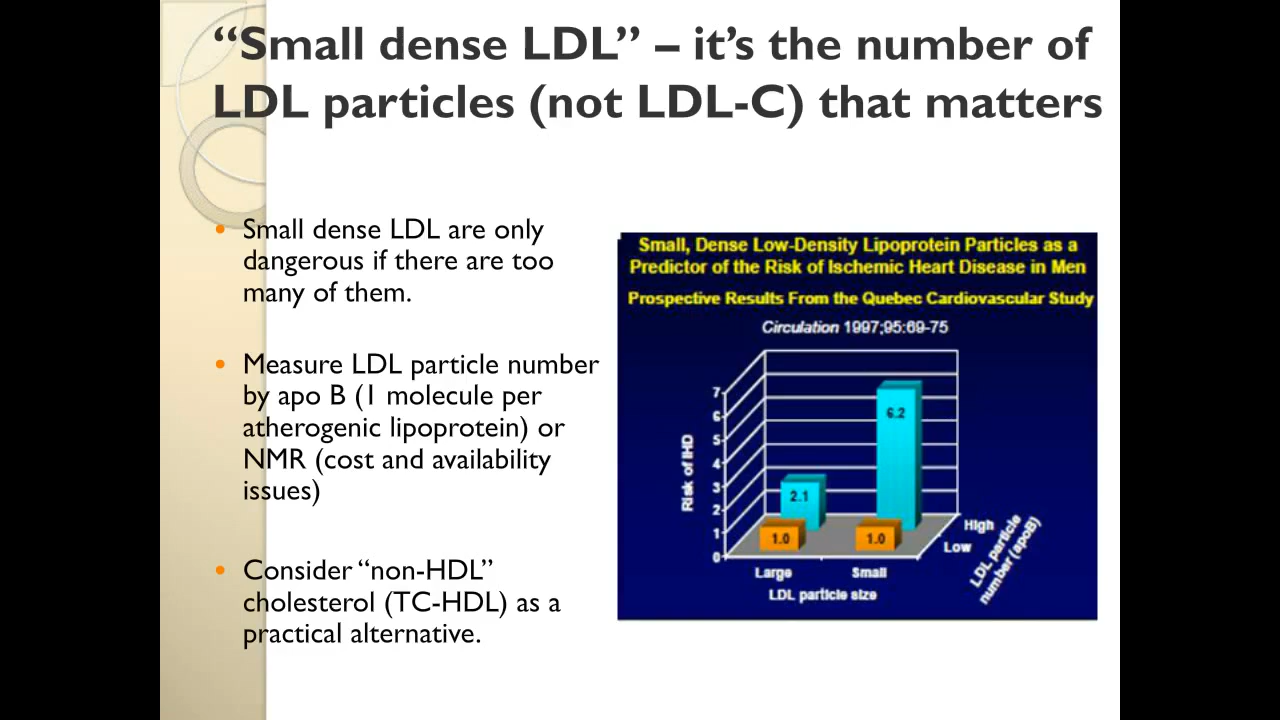 “Small dense LDL” – it’s the number of
LDL particles (not LDL-C) that matters
Small dense LDL are only
dangerous if there are too
many of them.
Measure LDL particle number
by apo B (1 molecule per
atherogenic lipoprotein) or
NMR (cost and availability
issues)
Consider “non-HDL”
cholesterol (TC-HDL) as a
practical alternative.
Small, Dense Low-Density Lipoprotein Particles as a
Predictor of the Risk of Ischemic Heart Disease in Men
Prospective Results From the Quebec Cardiovascular Study
Circulation 1997;95:69-75
7
6
5
4
3
2
1
0
Risk of IHD
2.1
6.2
1.0
1.0
High
Low
LDL particle
number (apoB)
Large
Small
LDL particle size